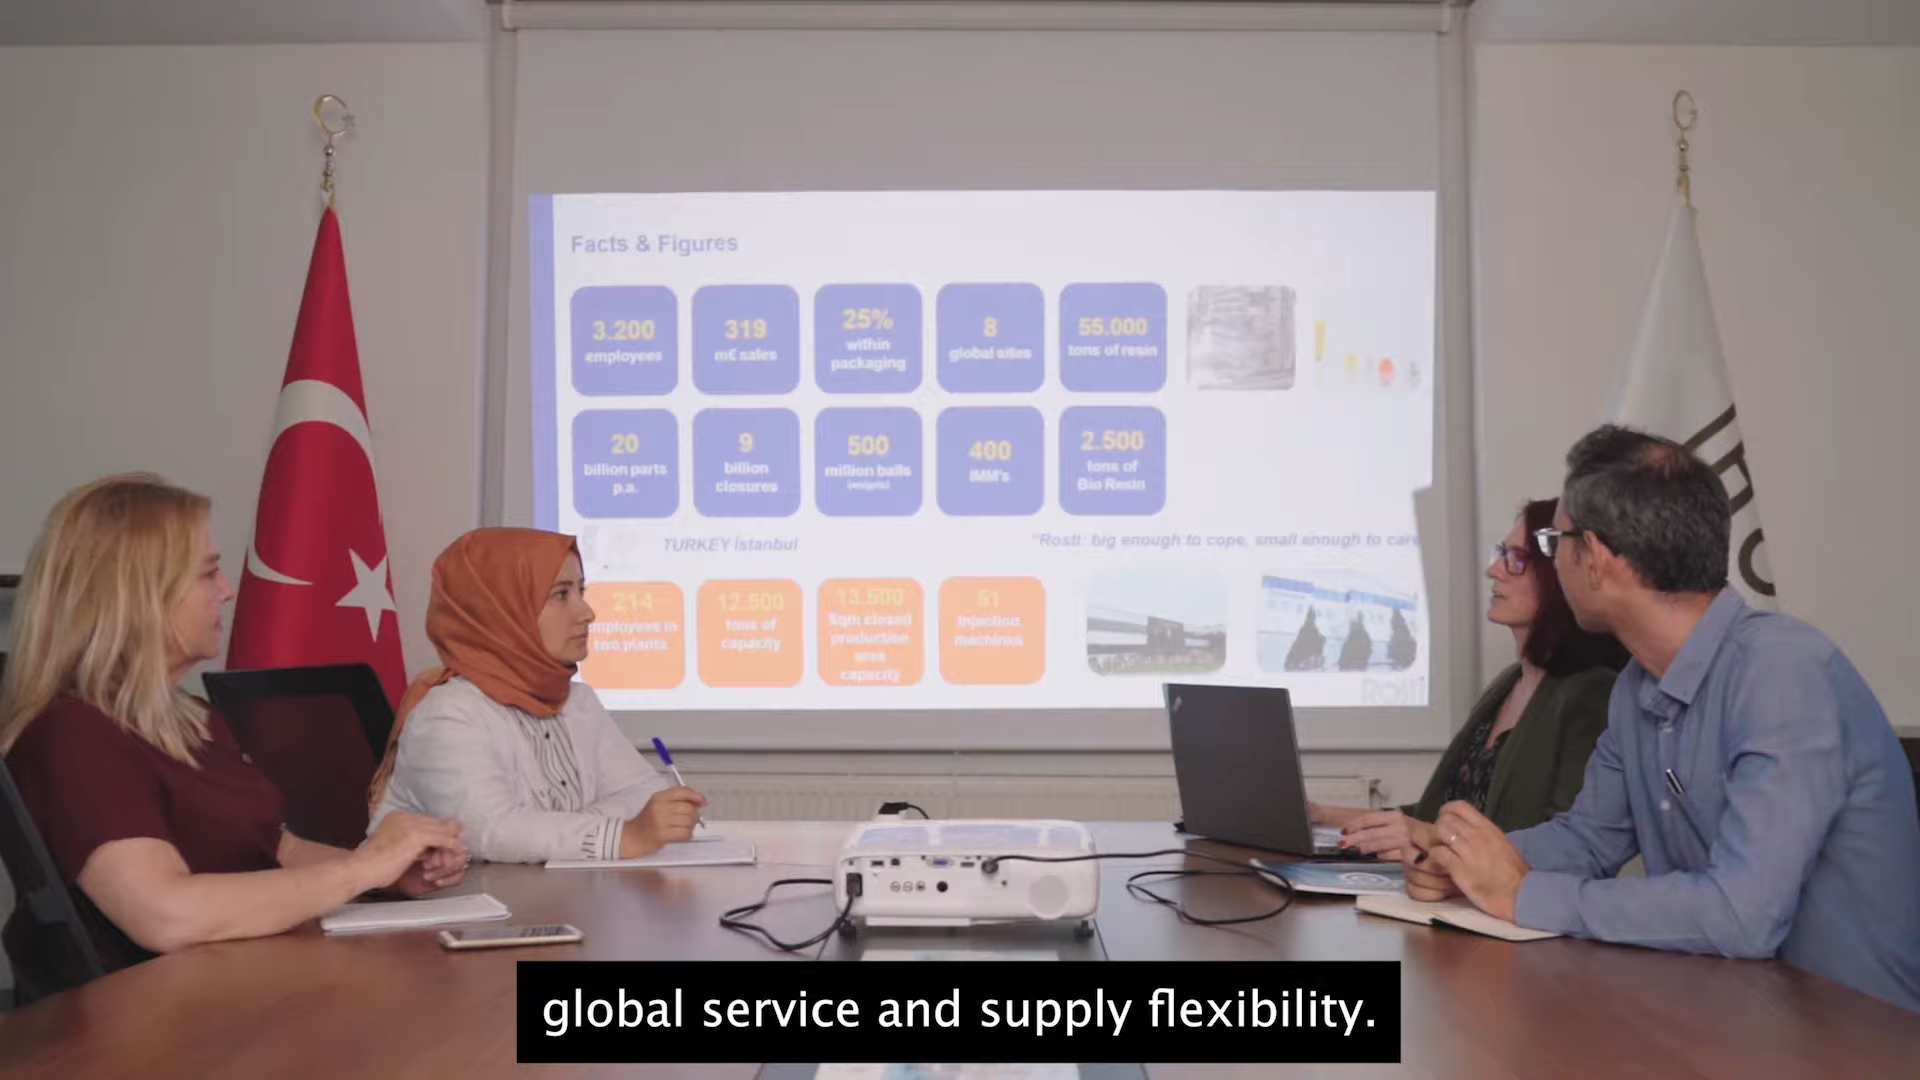 Facts & Figures
3.200
employees
319
m€ sales
25%
within
packaging
8
global sites
55.000
tons of resin
20
billion parts
p.a.
9
billion
closures
500
million balls
400
IMM's
2.500
tons of
Bio Resin
TURKEY İstanbul
"Rosti: big enough to cope, small enough to care
214
employees in
two plants
12.500
tons of
capacity
13.500
Sqm closed
production
area
capacity
51
Injection
machines
Rosti
global service and supply flexibility.